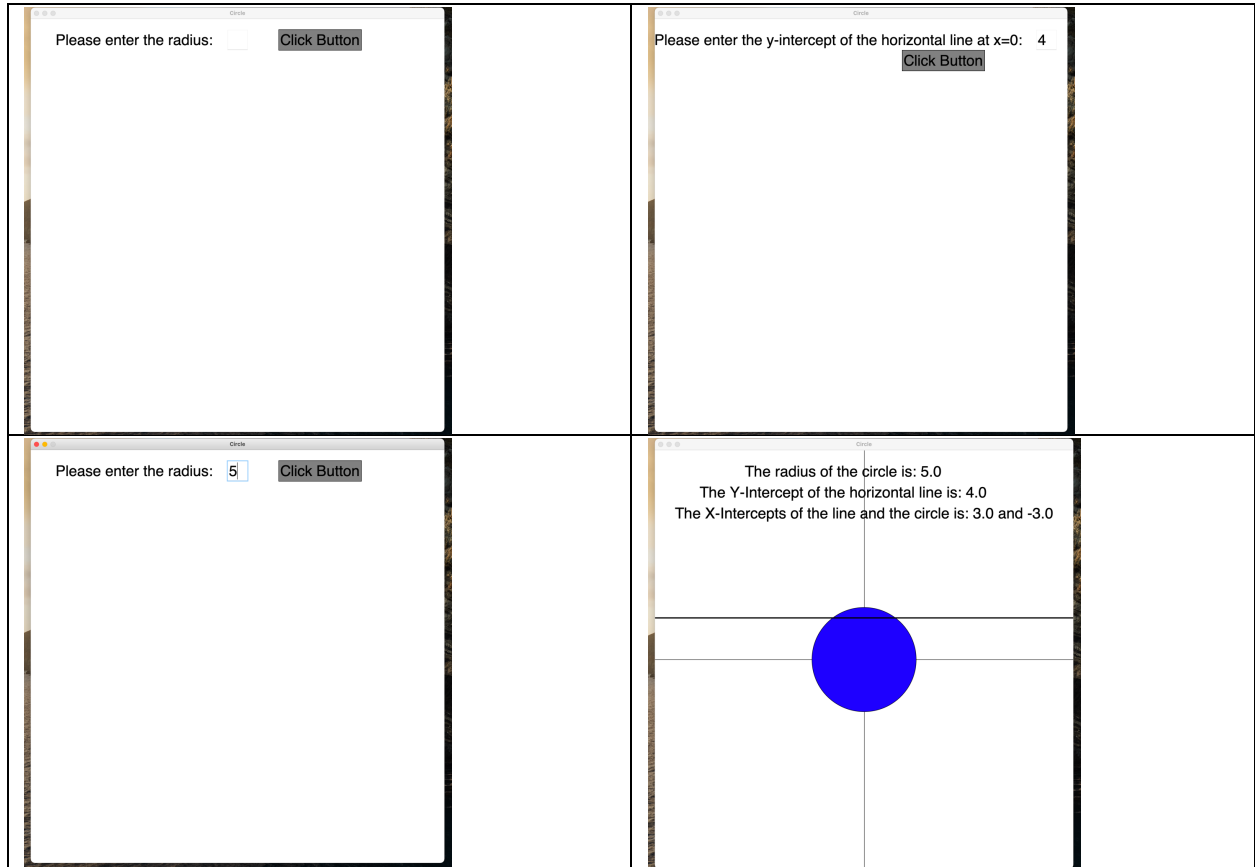 Circle
Please enter the radius:
Click Button
Circle
Please enter the y-intercept of the horizontal line at x=0: 4
Click Button
Circle
Please enter the radius: 5
Click Button
Circle
The radius of the circle is: 5.0
The Y-Intercept of the horizontal line is: 4.0
The X-Intercepts of the line and the circle is: 3.0 and -3.0